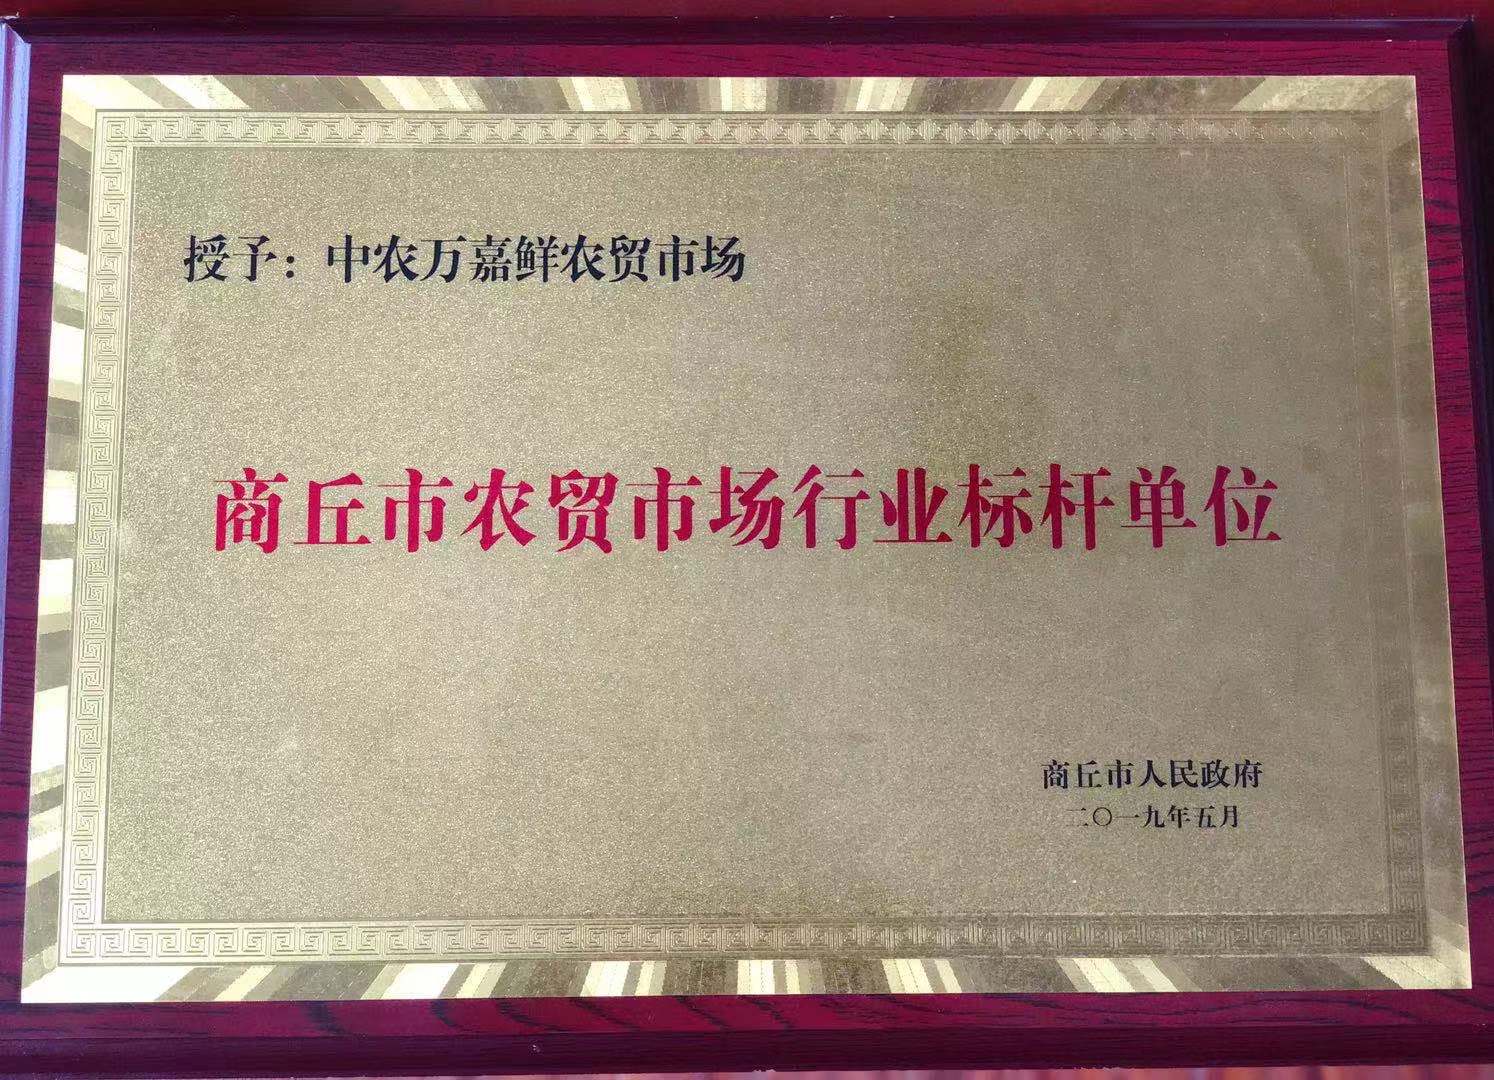 授予：中农万嘉鲜农贸市场
商丘市农贸市场行业标杆单位
商丘市人民政府
二〇一九年五月